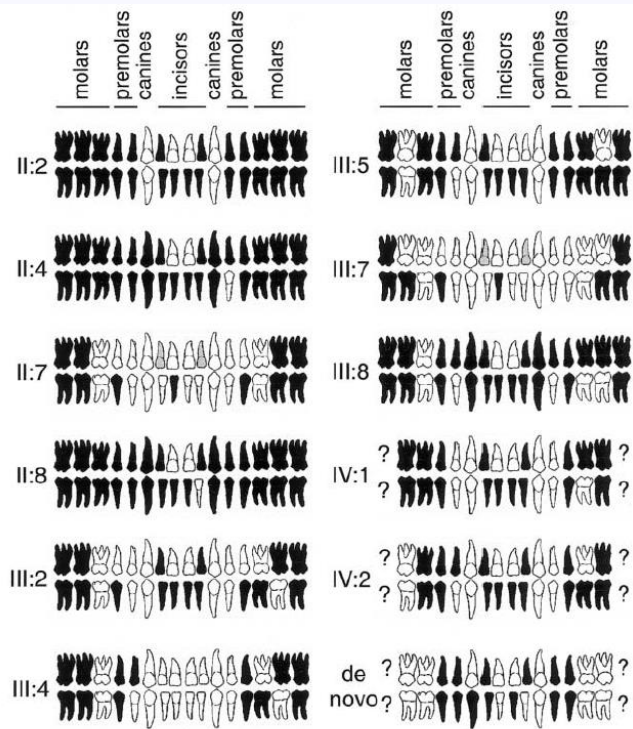 molars premolars canines incisors canines premolars molars
molars premolars canines incisors canines premolars molars
II:2
III:5
II:4
III:7
II:7
III:8
II:8
? ? IV:1 ? ?
III:2
? ? IV:2 ? ?
III:4
de novo ? ? ? ?